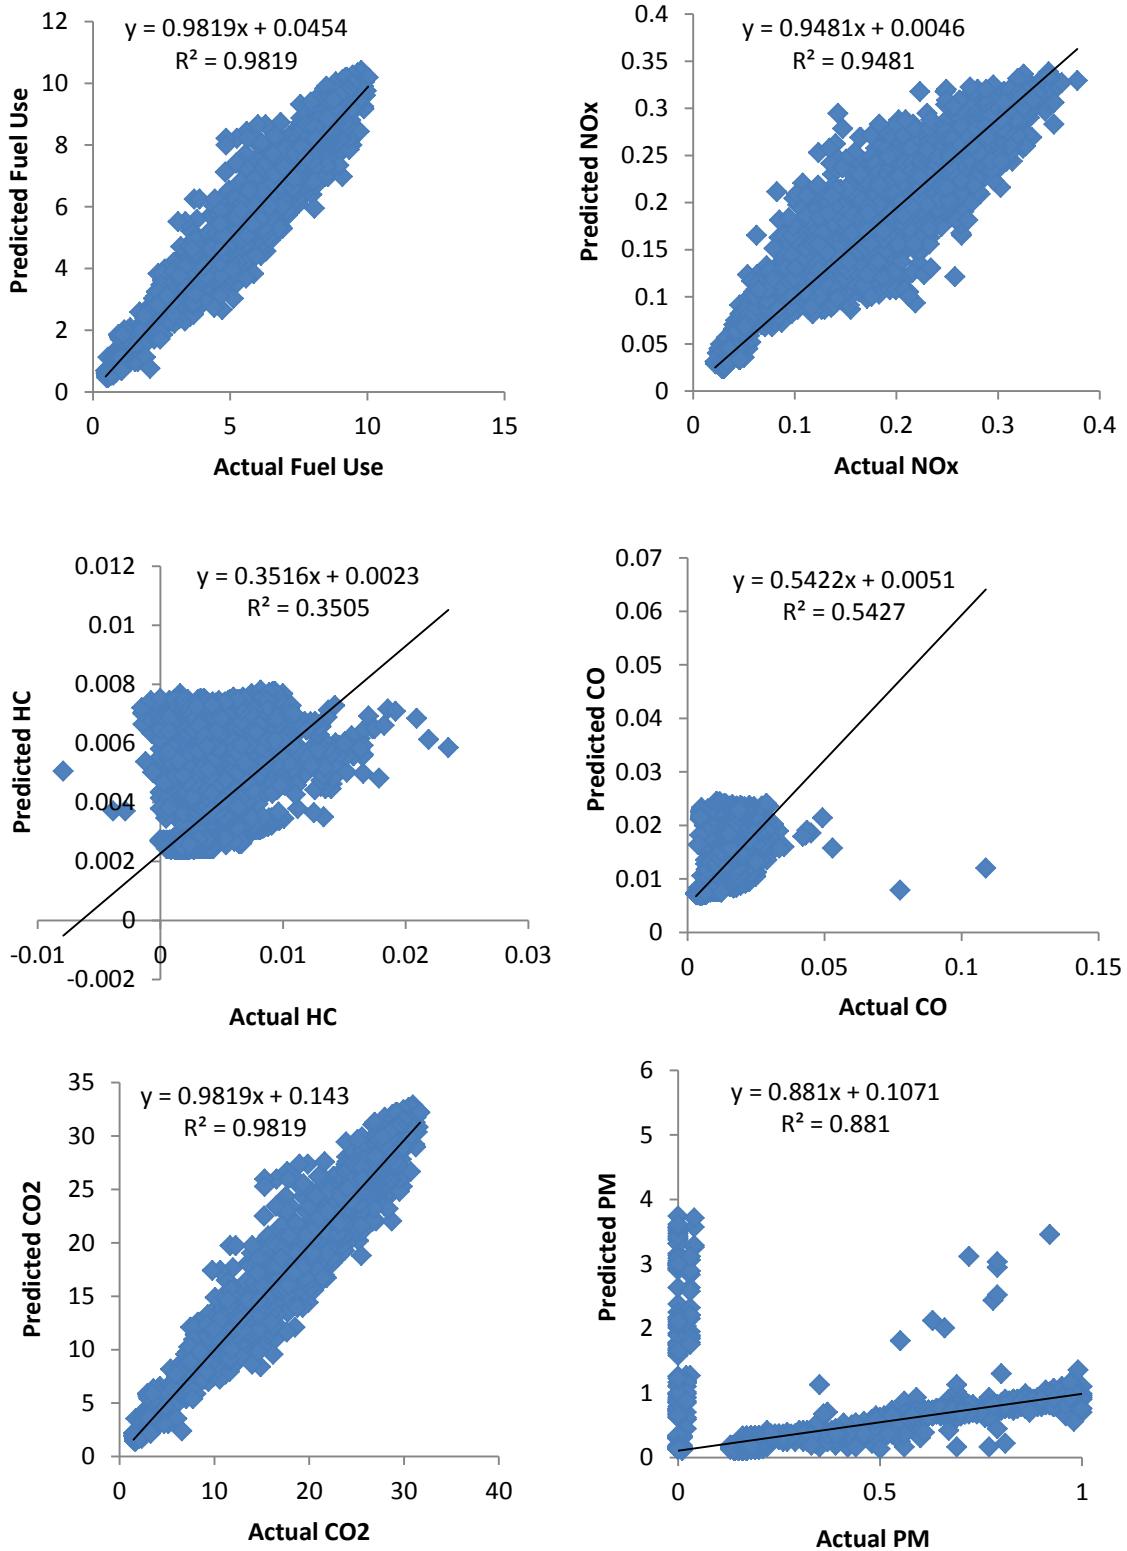 y = 0.9819x + 0.0454
R² = 0.9819
12
10
8
6
4
2
0
Predicted Fuel Use
0 5 10 15
Actual Fuel Use
y = 0.9481x + 0.0046
R² = 0.9481
0.4
0.35
0.3
0.25
0.2
0.15
0.1
0.05
0
Predicted NOx
0 0.1 0.2 0.3 0.4
Actual NOx
y = 0.3516x + 0.0023
R² = 0.3505
0.012
0.01
0.008
0.006
0.004
0.002
0
-0.002
Predicted HC
-0.01 0 0.01 0.02 0.03
Actual HC
y = 0.5422x + 0.0051
R² = 0.5427
0.07
0.06
0.05
0.04
0.03
0.02
0.01
0
Predicted CO
0 0.05 0.1 0.15
Actual CO
y = 0.9819x + 0.143
R² = 0.9819
35
30
25
20
15
10
5
0
Predicted CO2
0 10 20 30 40
Actual CO2
y = 0.881x + 0.1071
R² = 0.881
6
5
4
3
2
1
0
Predicted PM
0 0.5 1
Actual PM